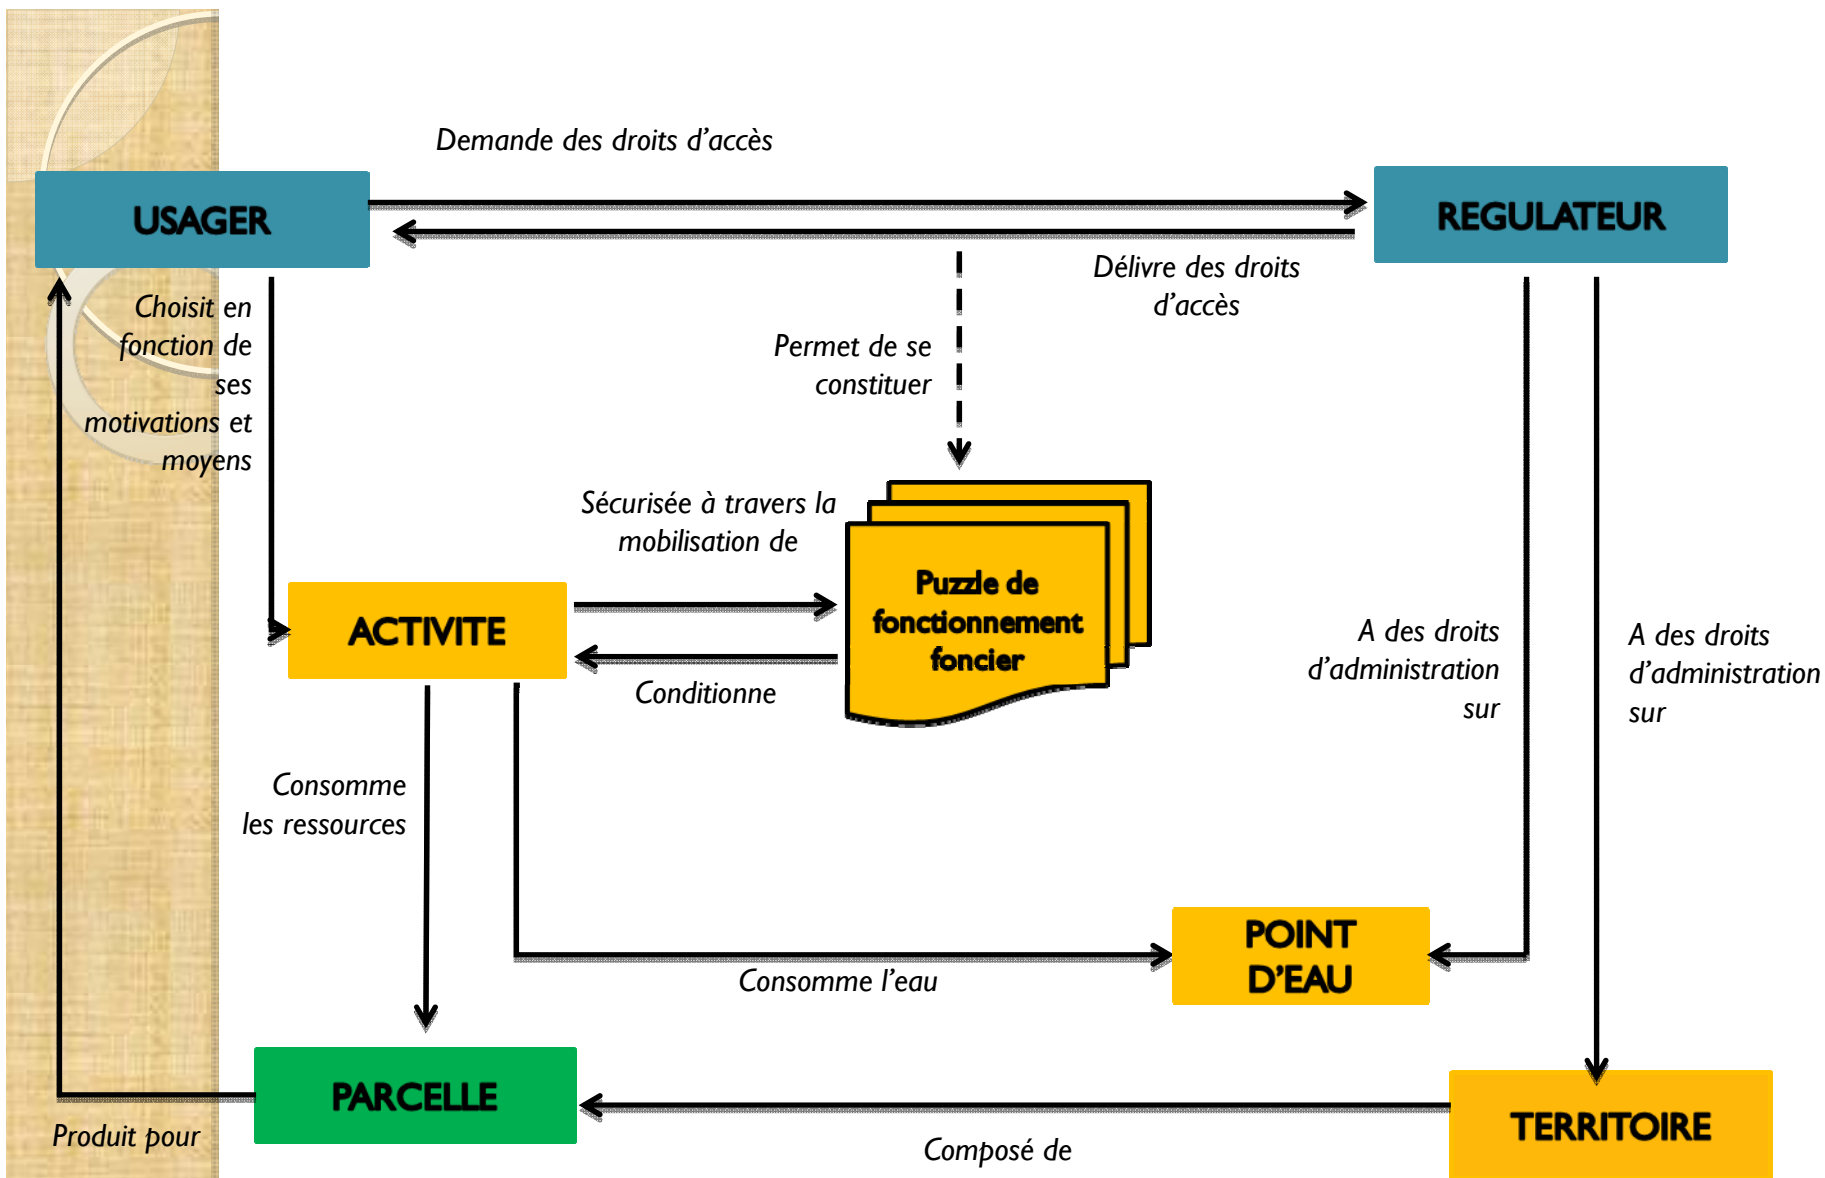 Demande des droits d'accès
USAGER
REGULATEUR
Délivre des droits
d'accès
Choisit en
fonction de
ses
motivations et
moyens
Permet de se
constituer
Sécurisée à travers la
mobilisation de
Puzzle de
fonctionnement
foncier
ACTIVITE
Conditionne
A des droits
d'administration
sur
A des droits
d'administration
sur
Consomme
les ressources
POINT
D'EAU
Consomme l'eau
PARCELLE
TERRITOIRE
Produit pour
Composé de